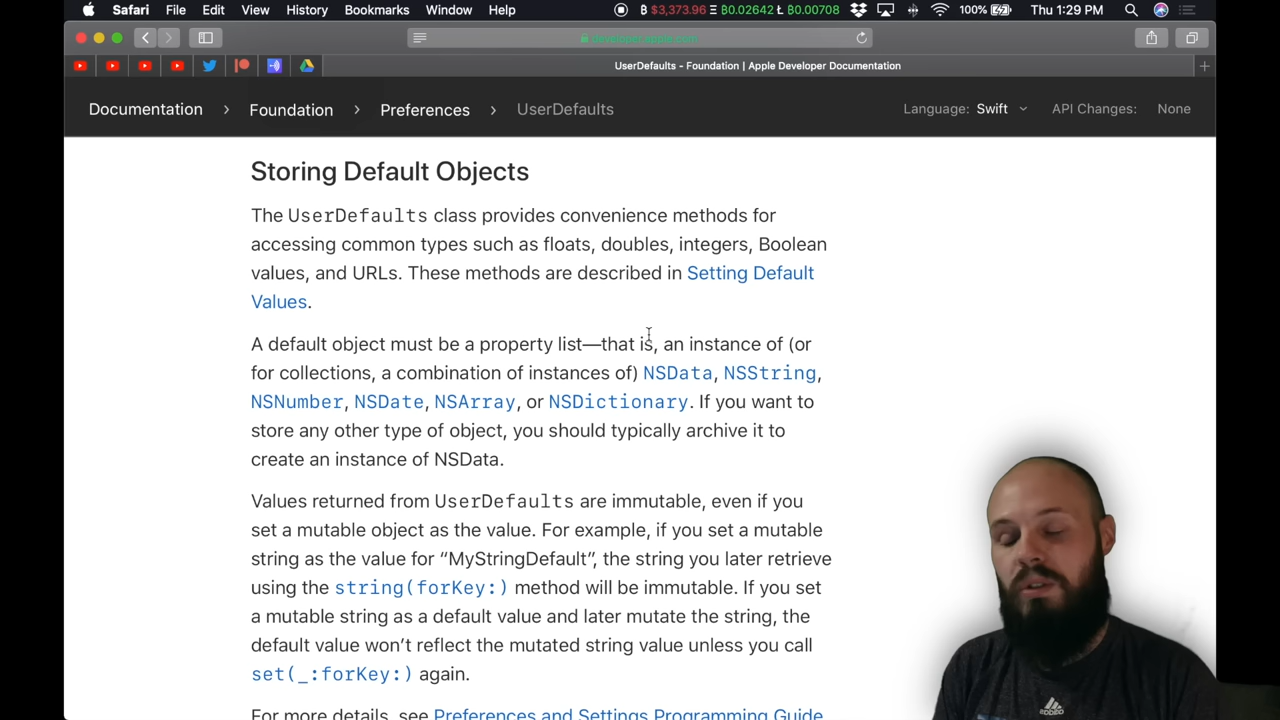 Safari File Edit View History Bookmarks Window Help ₿ $3,373.96 Ξ ₿0.02642 Ł ₿0.00708 100% Thu 1:29 PM
developer.apple.com
UserDefaults - Foundation | Apple Developer Documentation
Documentation > Foundation > Preferences > UserDefaults Language: Swift API Changes: None
Storing Default Objects
The UserDefaults class provides convenience methods for
accessing common types such as floats, doubles, integers, Boolean
values, and URLs. These methods are described in Setting Default
Values.
A default object must be a property list—that is, an instance of (or
for collections, a combination of instances of) NSData, NSString,
NSNumber, NSDate, NSArray, or NSDictionary. If you want to
store any other type of object, you should typically archive it to
create an instance of NSData.
Values returned from UserDefaults are immutable, even if you
set a mutable object as the value. For example, if you set a mutable
string as the value for “MyStringDefault”, the string you later retrieve
using the string(forKey:) method will be immutable. If you set
a mutable string as a default value and later mutate the string, the
default value won’t reflect the mutated string value unless you call
set(_:forKey:) again.
For more details, see Preferences and Settings Programming Guide
adidas